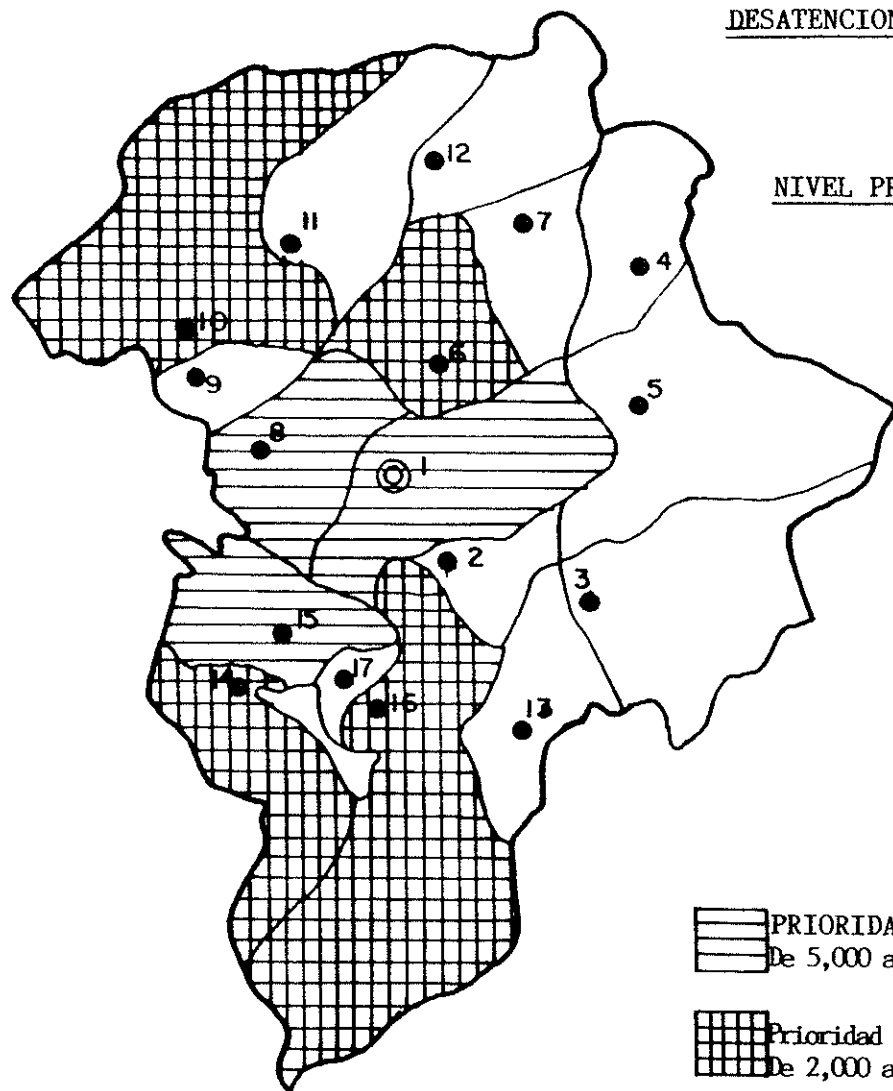 DESATENCION
NIVEL PR
12
7
11
4
10
6
9
5
8
1
2
3
15
17
14
16
13
PRIORIDA
De 5,000 a
Prioridad
De 2,000 a